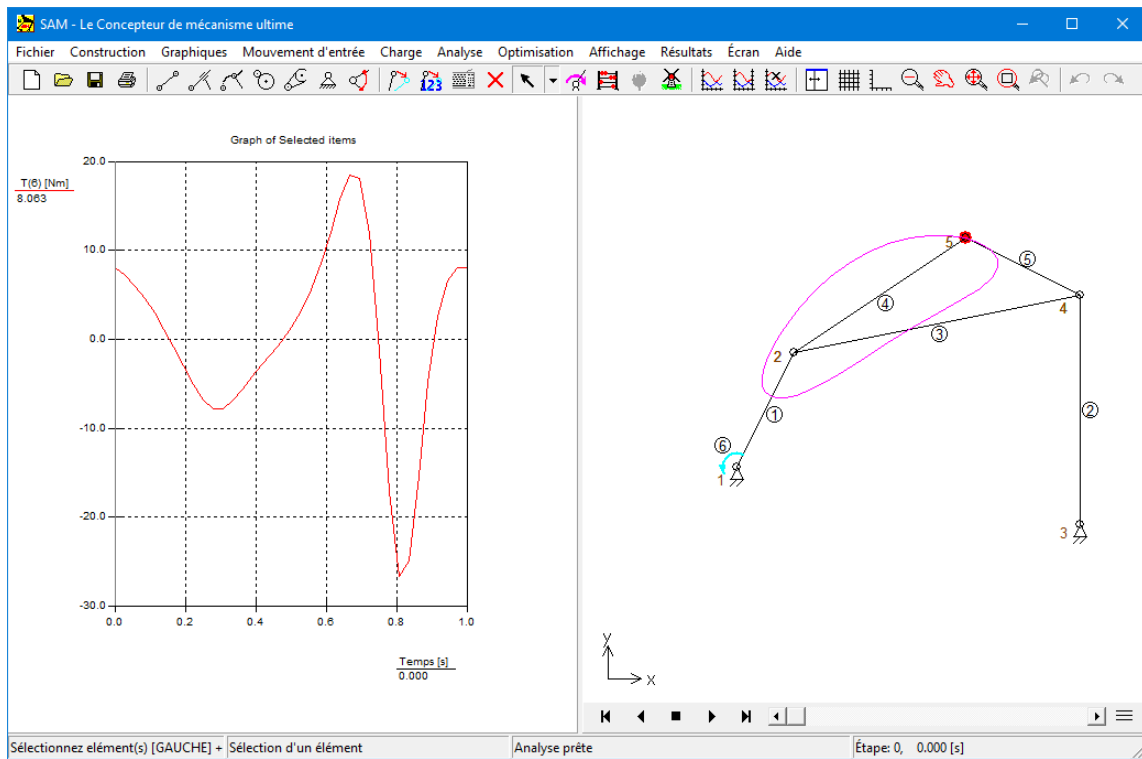 SAM - Le Concepteur de mécanisme ultime
Fichier Construction Graphiques Mouvement d'entrée Charge Analyse Optimisation Affichage Résultats Écran Aide
123
Graph of Selected items
T(6) [Nm]
8.063
20.0
10.0
0.0
-10.0
-20.0
-30.0
0.0 0.2 0.4 0.6 0.8 1.0
Temps [s]
0.000
5
5
4
4
3
2
1
2
6
1
3
y
x
Sélectionnez elément(s) [GAUCHE] + Sélection d'un élément Analyse prête Étape: 0, 0.000 [s]